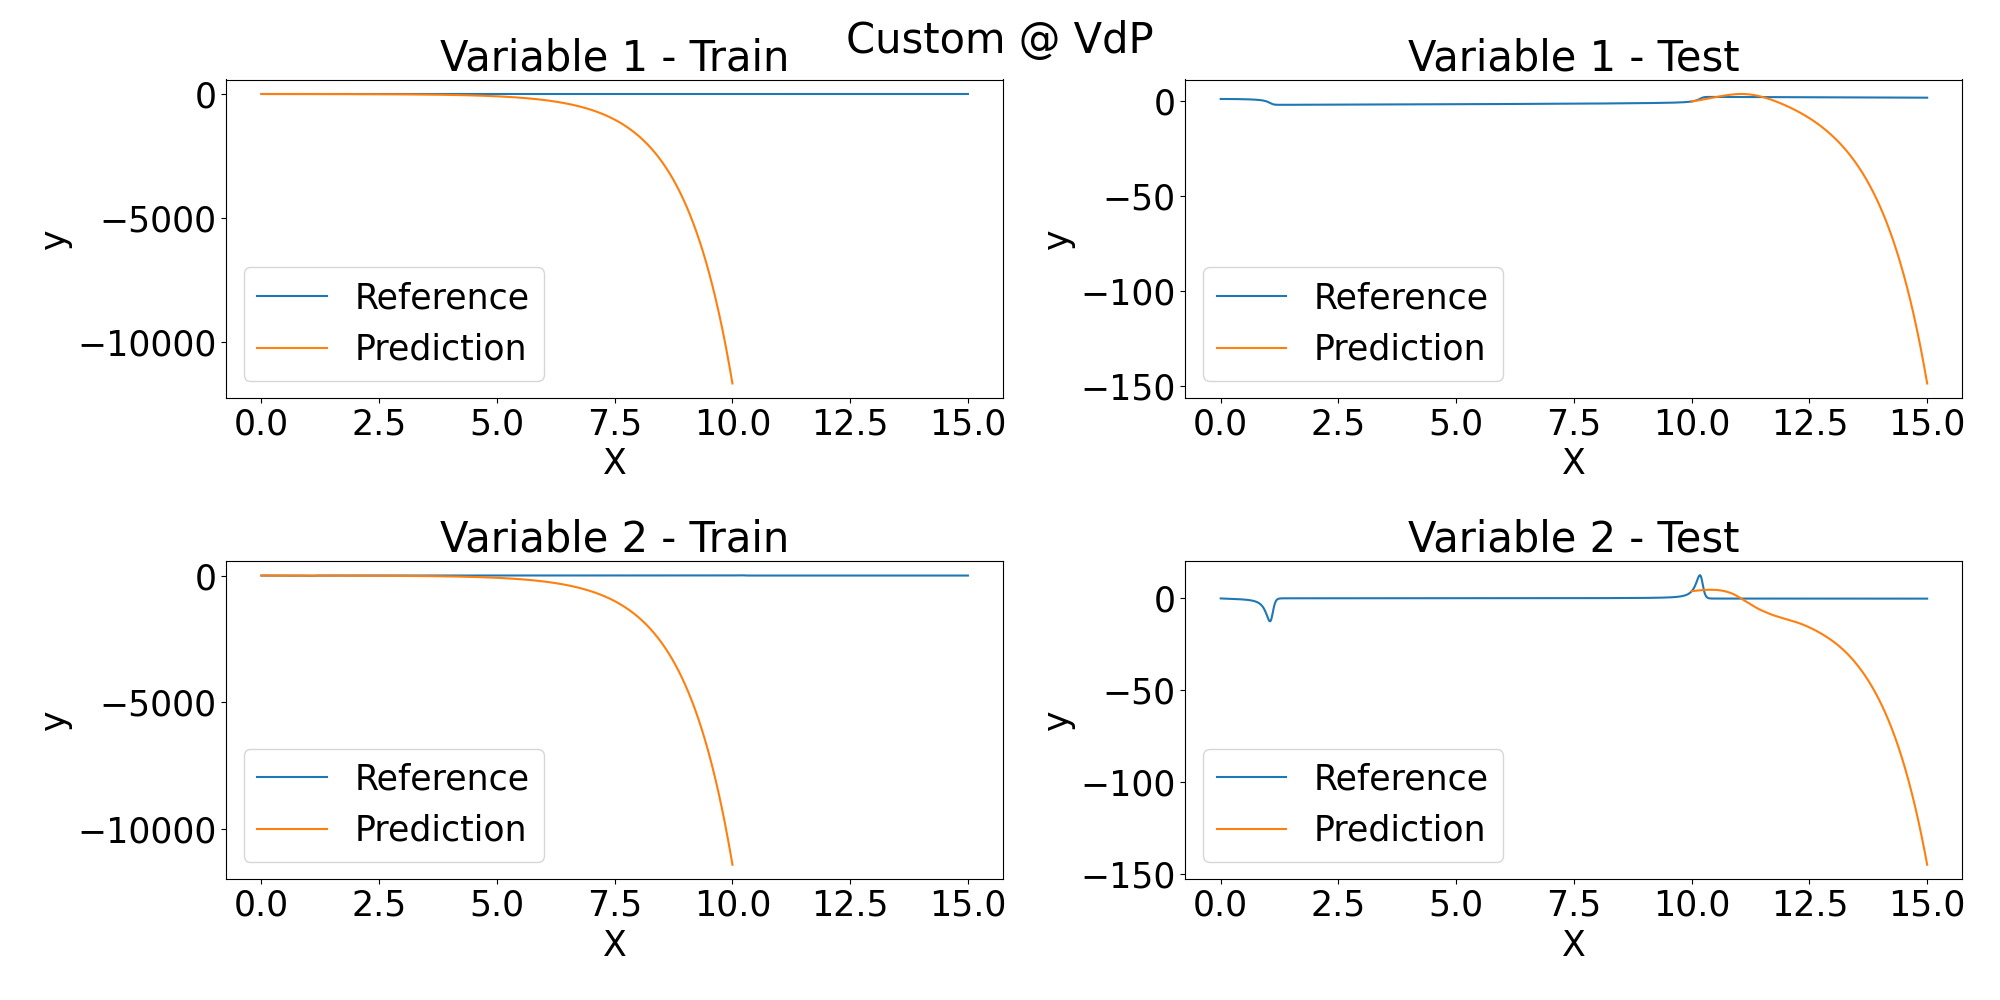 Custom @ VdP
Variable 1 - Train
0
−5000
−10000
y
Reference
Prediction
0.0 2.5 5.0 7.5 10.0 12.5 15.0
X
Variable 1 - Test
0
−50
−100
−150
y
Reference
Prediction
0.0 2.5 5.0 7.5 10.0 12.5 15.0
X
Variable 2 - Train
0
−5000
−10000
y
Reference
Prediction
0.0 2.5 5.0 7.5 10.0 12.5 15.0
X
Variable 2 - Test
0
−50
−100
−150
y
Reference
Prediction
0.0 2.5 5.0 7.5 10.0 12.5 15.0
X